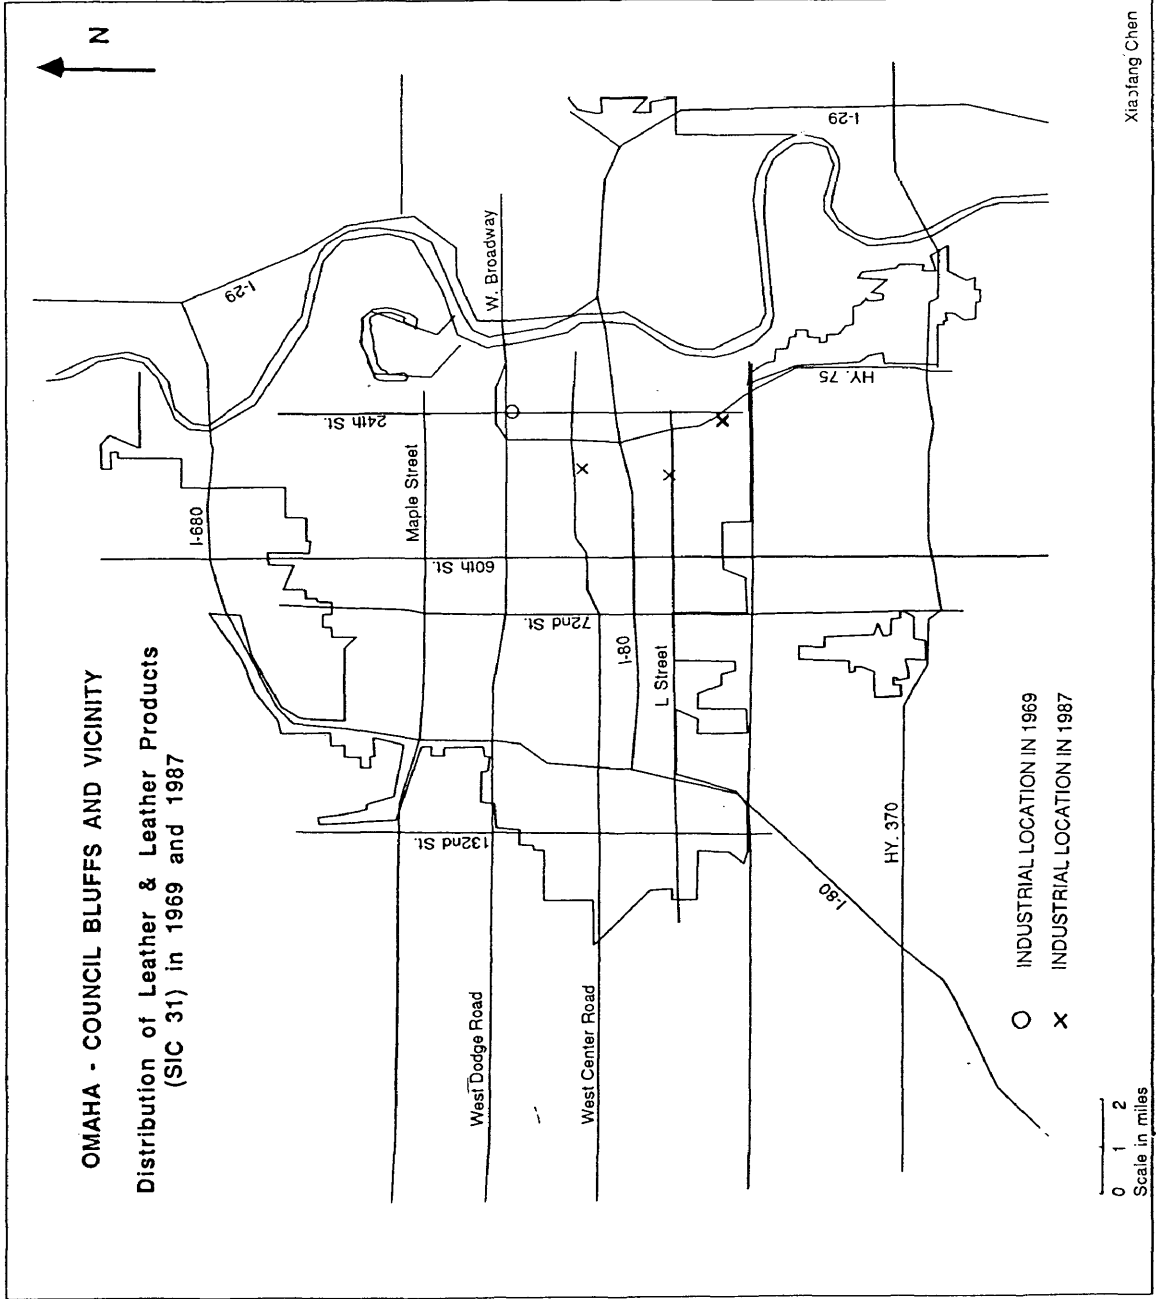 OMAHA - COUNCIL BLUFFS AND VICINITY
Distribution of Leather & Leather Products
(SIC 31) in 1969 and 1987
N
I-680
I-29
24th St.
Maple Street
60th St.
72nd St.
W. Broadway
132nd St.
West Dodge Road
West Center Road
I-80
L Street
HY. 75
I-29
HY. 370
I-80
INDUSTRIAL LOCATION IN 1969
INDUSTRIAL LOCATION IN 1987
0 1 2
Scale in miles
Xiaofang Chen